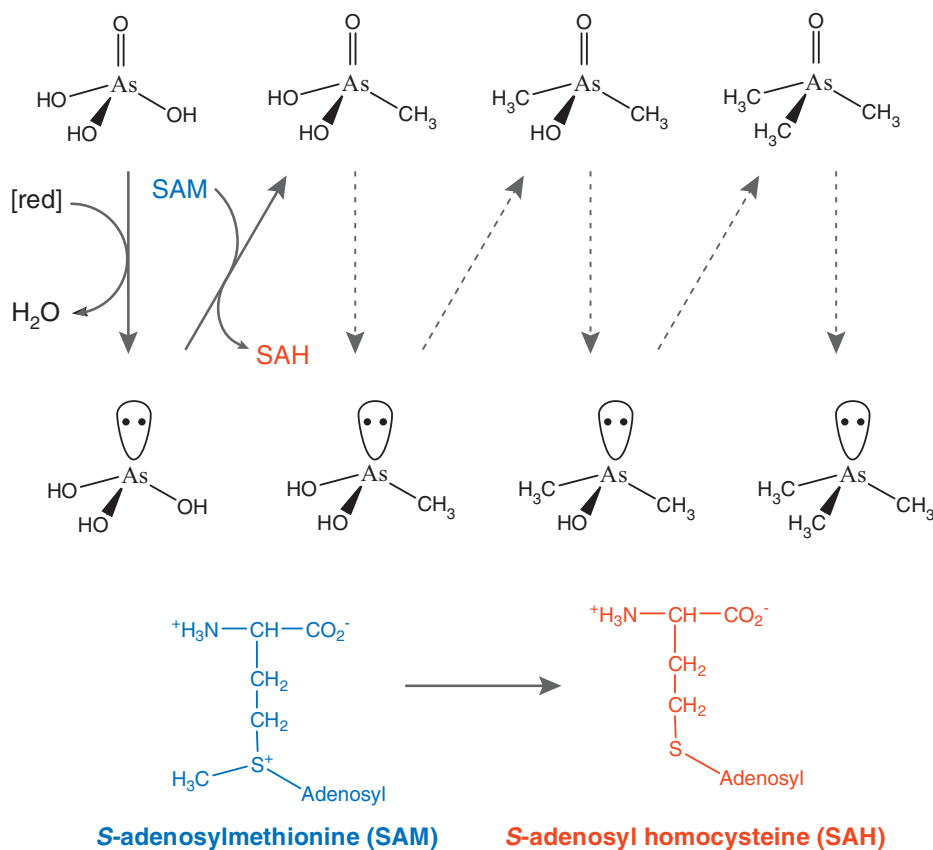 O O O O
As As As As
HO OH HO HO CH₃ H₃C HO CH₃ H₃C H₃C CH₃
HO
[red] SAM
H₂O SAH
As As As As
HO OH HO CH₃ H₃C CH₃ H₃C CH₃
HO HO HO H₃C
⁺H₃N CH CO₂⁻ ⁺H₃N CH CO₂⁻
CH₂ CH₂
CH₂ CH₂
S⁺ S
H₃C Adenosyl Adenosyl
S-adenosylmethionine (SAM) S-adenosyl homocysteine (SAH)